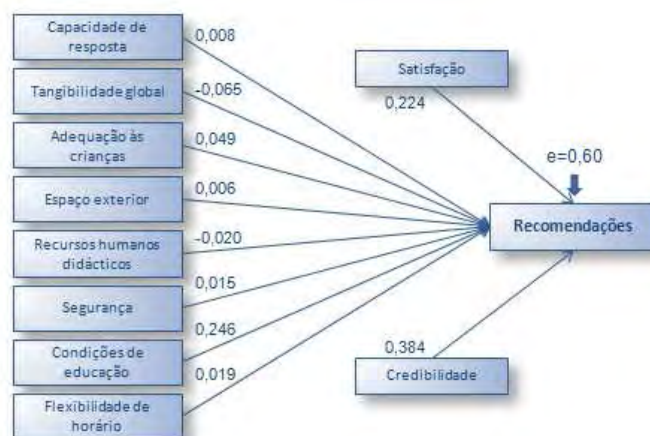 Capacidade de
resposta
0,008
Tangibilidade global
-0,065
Adequação às
crianças
0,049
Espaço exterior
0,006
Recursos humanos
didácticos
-0,020
Segurança
0,015
Condições de
educação
0,246
Flexibilidade de
horário
0,019
Satisfação
0,224
e=0,60
Recomendações
0,384
Credibilidade